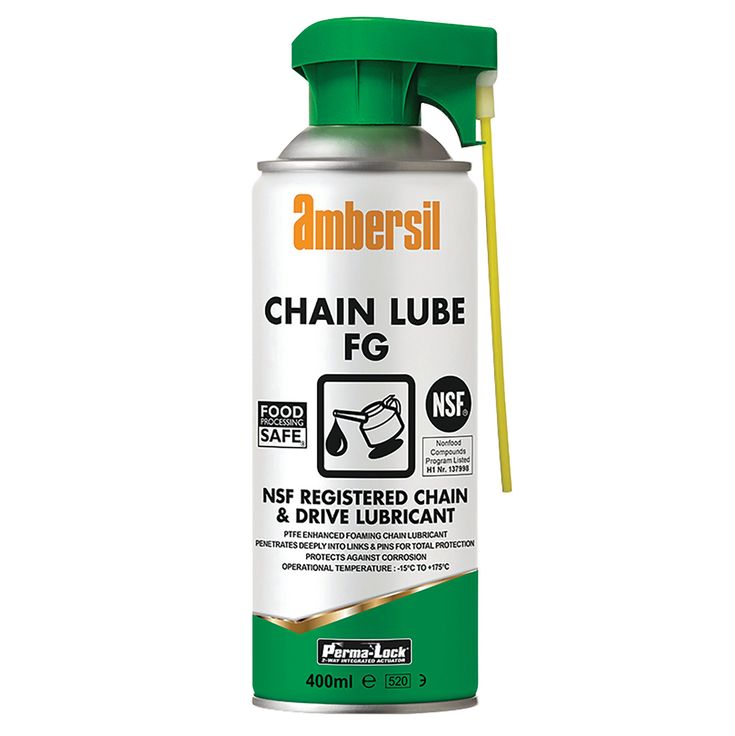 ambersil
CHAIN LUBE
FG
FOOD
PROCESSING
SAFE®
NSF®
Nonfood
Compounds
Program Listed
H1 Nr. 137998
NSF REGISTERED CHAIN
& DRIVE LUBRICANT
PTFE ENHANCED FOAMING CHAIN LUBRICANT
PENETRATES DEEPLY INTO LINKS & PINS FOR TOTAL PROTECTION
PROTECTS AGAINST CORROSION
OPERATIONAL TEMPERATURE : -15°C TO +175°C
Perma-Lock®
2-WAY INTEGRATED ACTUATOR
400ml ℮ 520